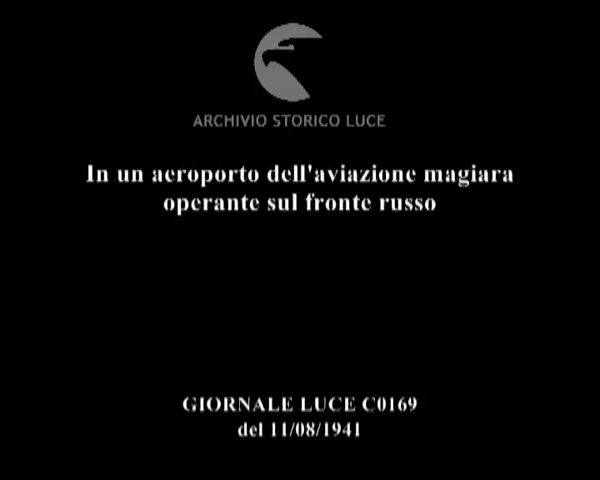 ARCHIVIO STORICO LUCE
In un aeroporto dell'aviazione magiara
operante sul fronte russo
GIORNALE LUCE C0169
del 11/08/1941